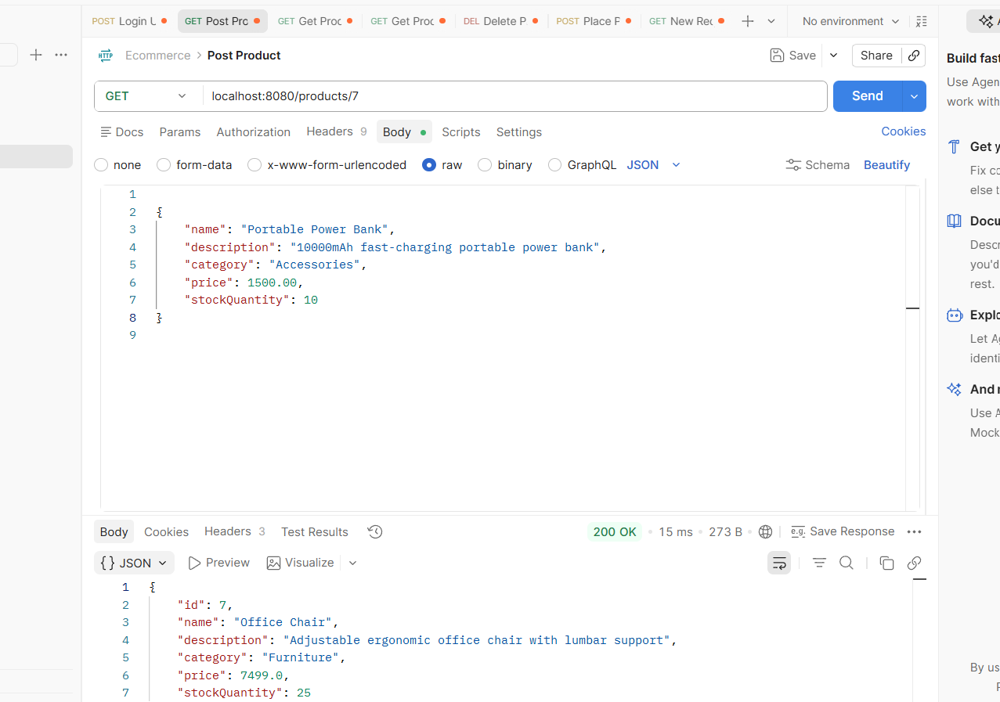 POST Login U GET Post Prc GET Get Proc GET Get Proc DEL Delete P POST Place P GET New Rec No environment
Ecommerce > Post Product Save Share
GET localhost:8080/products/7 Send
Docs Params Authorization Headers 9 Body Scripts Settings Cookies
none form-data x-www-form-urlencoded raw binary GraphQL JSON Schema Beautify
1
2 {
3 "name": "Portable Power Bank",
4 "description": "10000mAh fast-charging portable power bank",
5 "category": "Accessories",
6 "price": 1500.00,
7 "stockQuantity": 10
8 }
9
Body Cookies Headers 3 Test Results 200 OK 15 ms 273 B e.g. Save Response
{} JSON Preview Visualize
1 {
2 "id": 7,
3 "name": "Office Chair",
4 "description": "Adjustable ergonomic office chair with lumbar support",
5 "category": "Furniture",
6 "price": 7499.0,
7 "stockQuantity": 25
Build fast
Use Agen
work with
Get y
Fix co
else t
Docu
Descr
you'd
rest.
Explo
Let Ag
identi
And r
Use A
Mock
By us